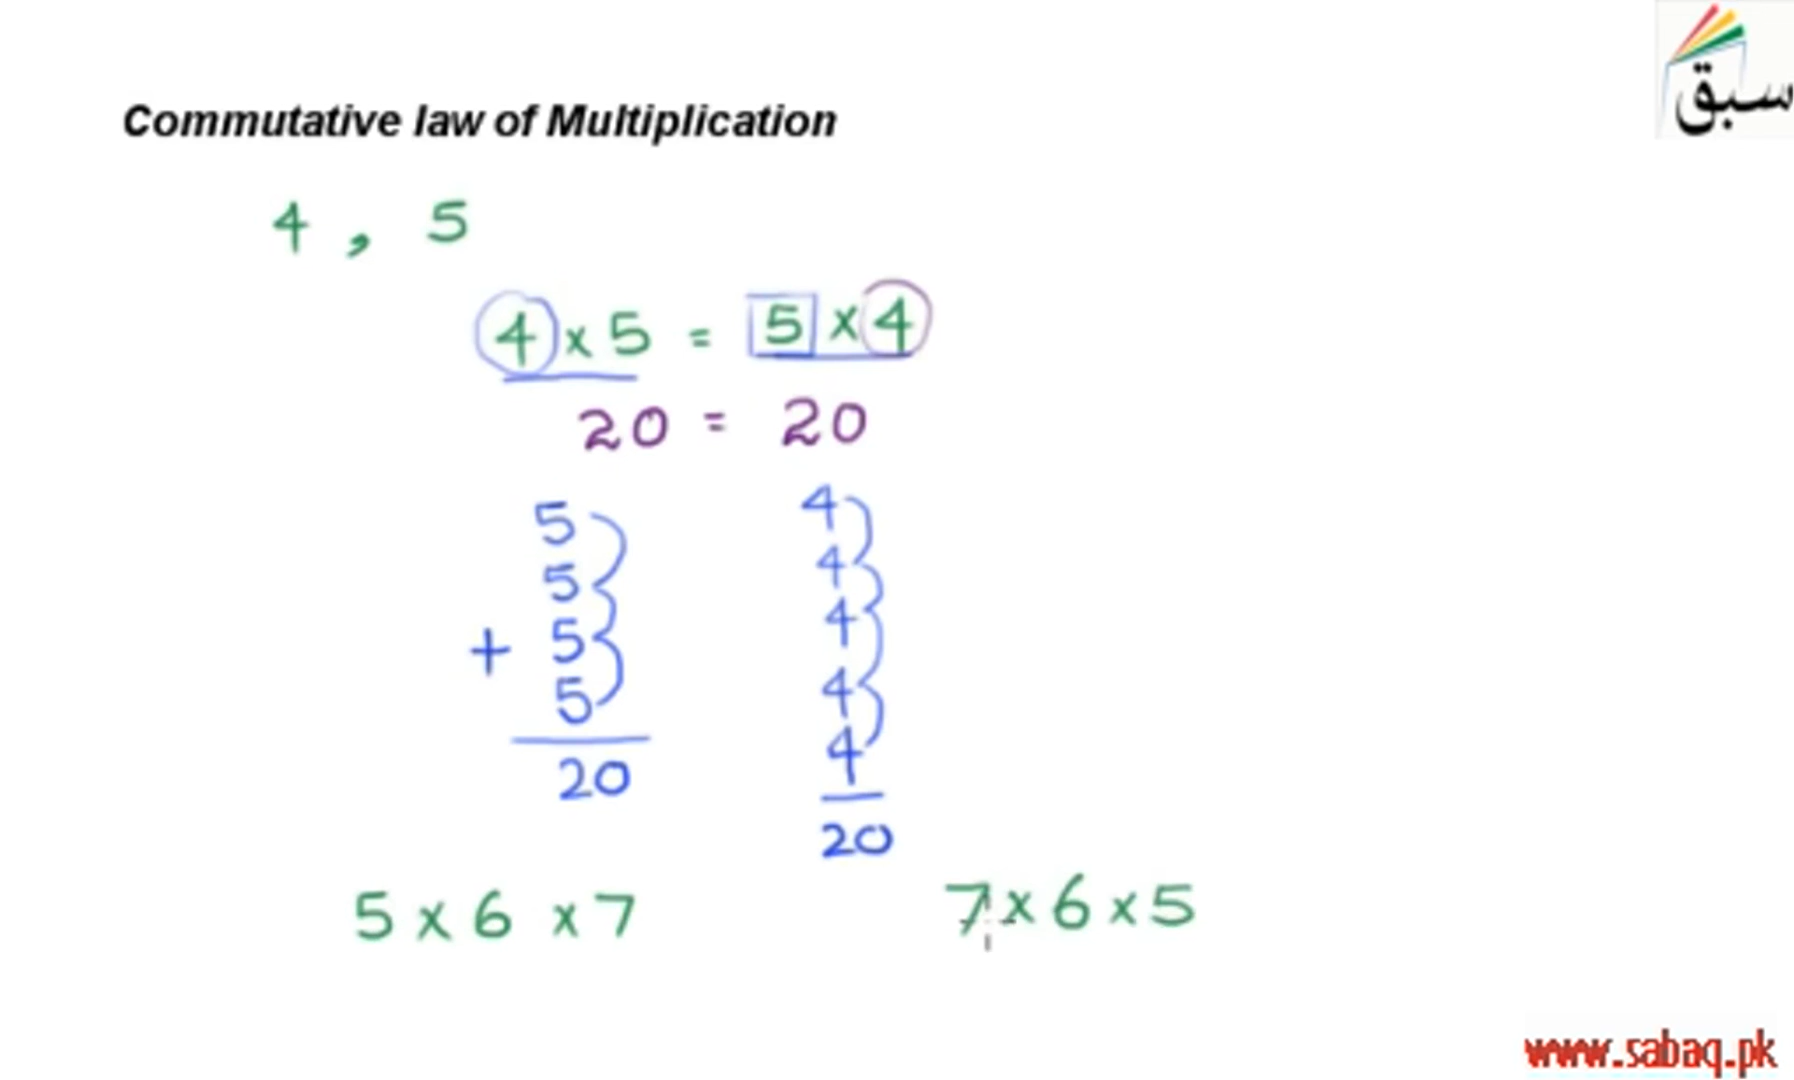 سبق
Commutative law of Multiplication
4 , 5
4 x 5 = 5 x 4
20 = 20
5
5
+ 5
5
20
4
4
4
4
4
20
5 x 6 x 7
7 x 6 x 5
www.sabaq.pk